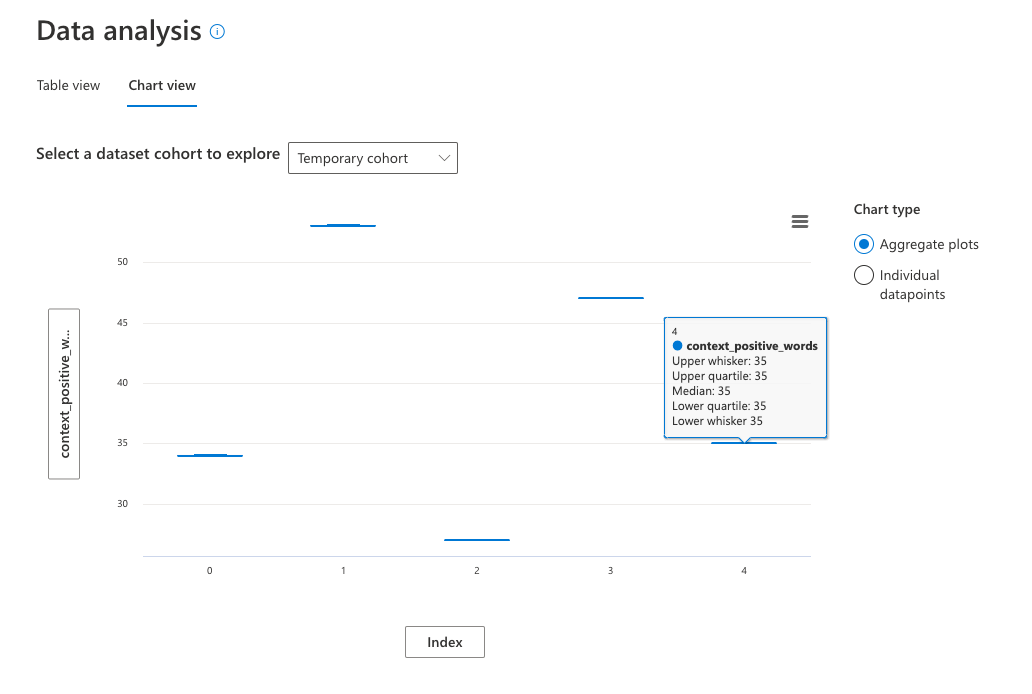 Data analysis
Table view
Chart view
Select a dataset cohort to explore
Temporary cohort
Chart type
Aggregate plots
Individual
datapoints
context_positive_w...
50
45
40
35
30
4
context_positive_words
Upper whisker: 35
Upper quartile: 35
Median: 35
Lower quartile: 35
Lower whisker 35
0
1
2
3
4
Index